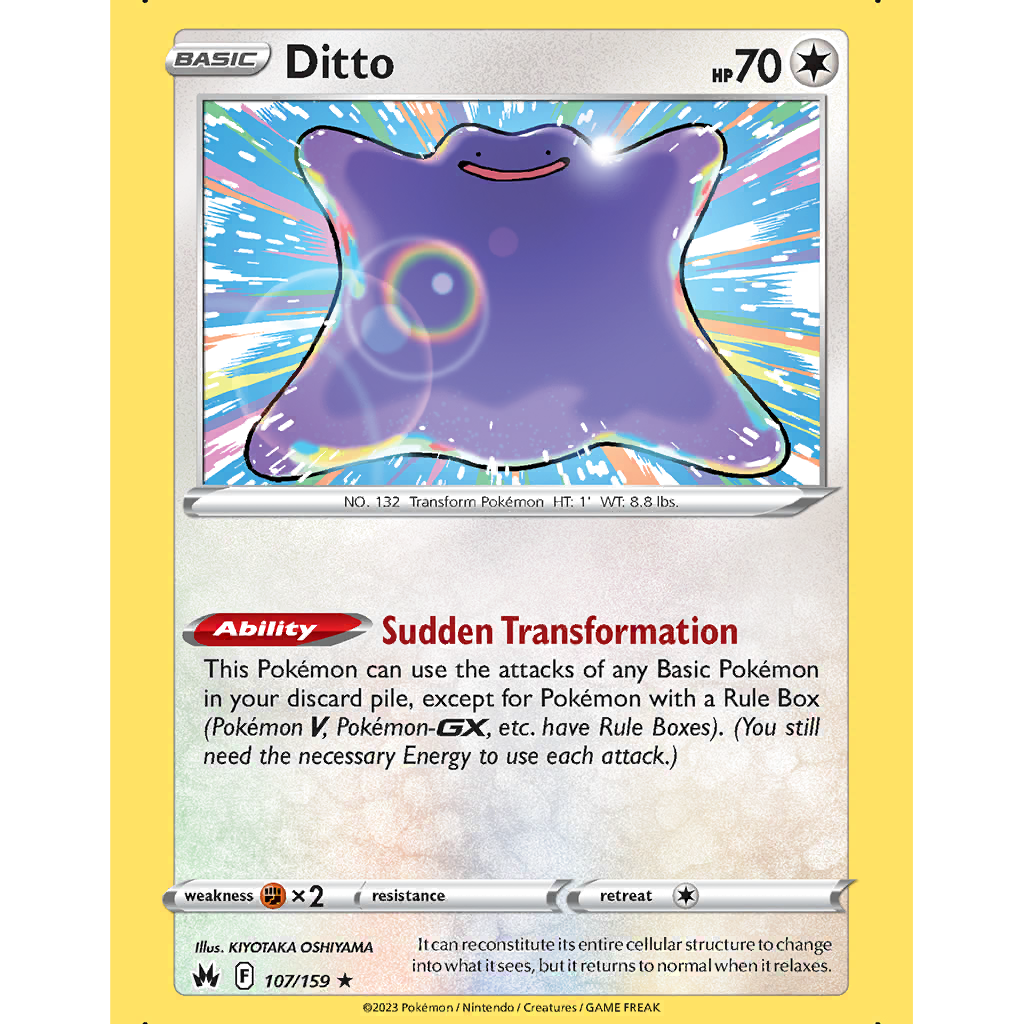 BASIC Ditto HP 70
NO. 132 Transform Pokémon HT: 1' WT: 8.8 lbs.
Ability Sudden Transformation
This Pokémon can use the attacks of any Basic Pokémon
in your discard pile, except for Pokémon with a Rule Box
(Pokémon V, Pokémon-GX, etc. have Rule Boxes). (You still
need the necessary Energy to use each attack.)
weakness ×2 resistance retreat
Illus. KIYOTAKA OSHIYAMA
F 107/159 ★
It can reconstitute its entire cellular structure to change
into what it sees, but it returns to normal when it relaxes.
©2023 Pokémon / Nintendo / Creatures / GAME FREAK